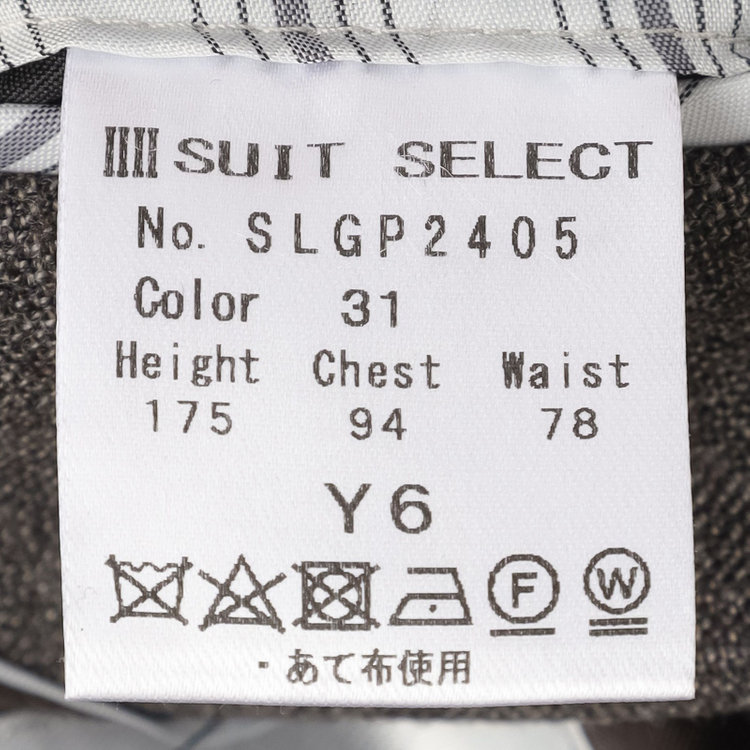 SUIT SELECT
No. SLGP2405
Color 31
Height Chest Waist
175 94 78
Y6
F W
・あて布使用